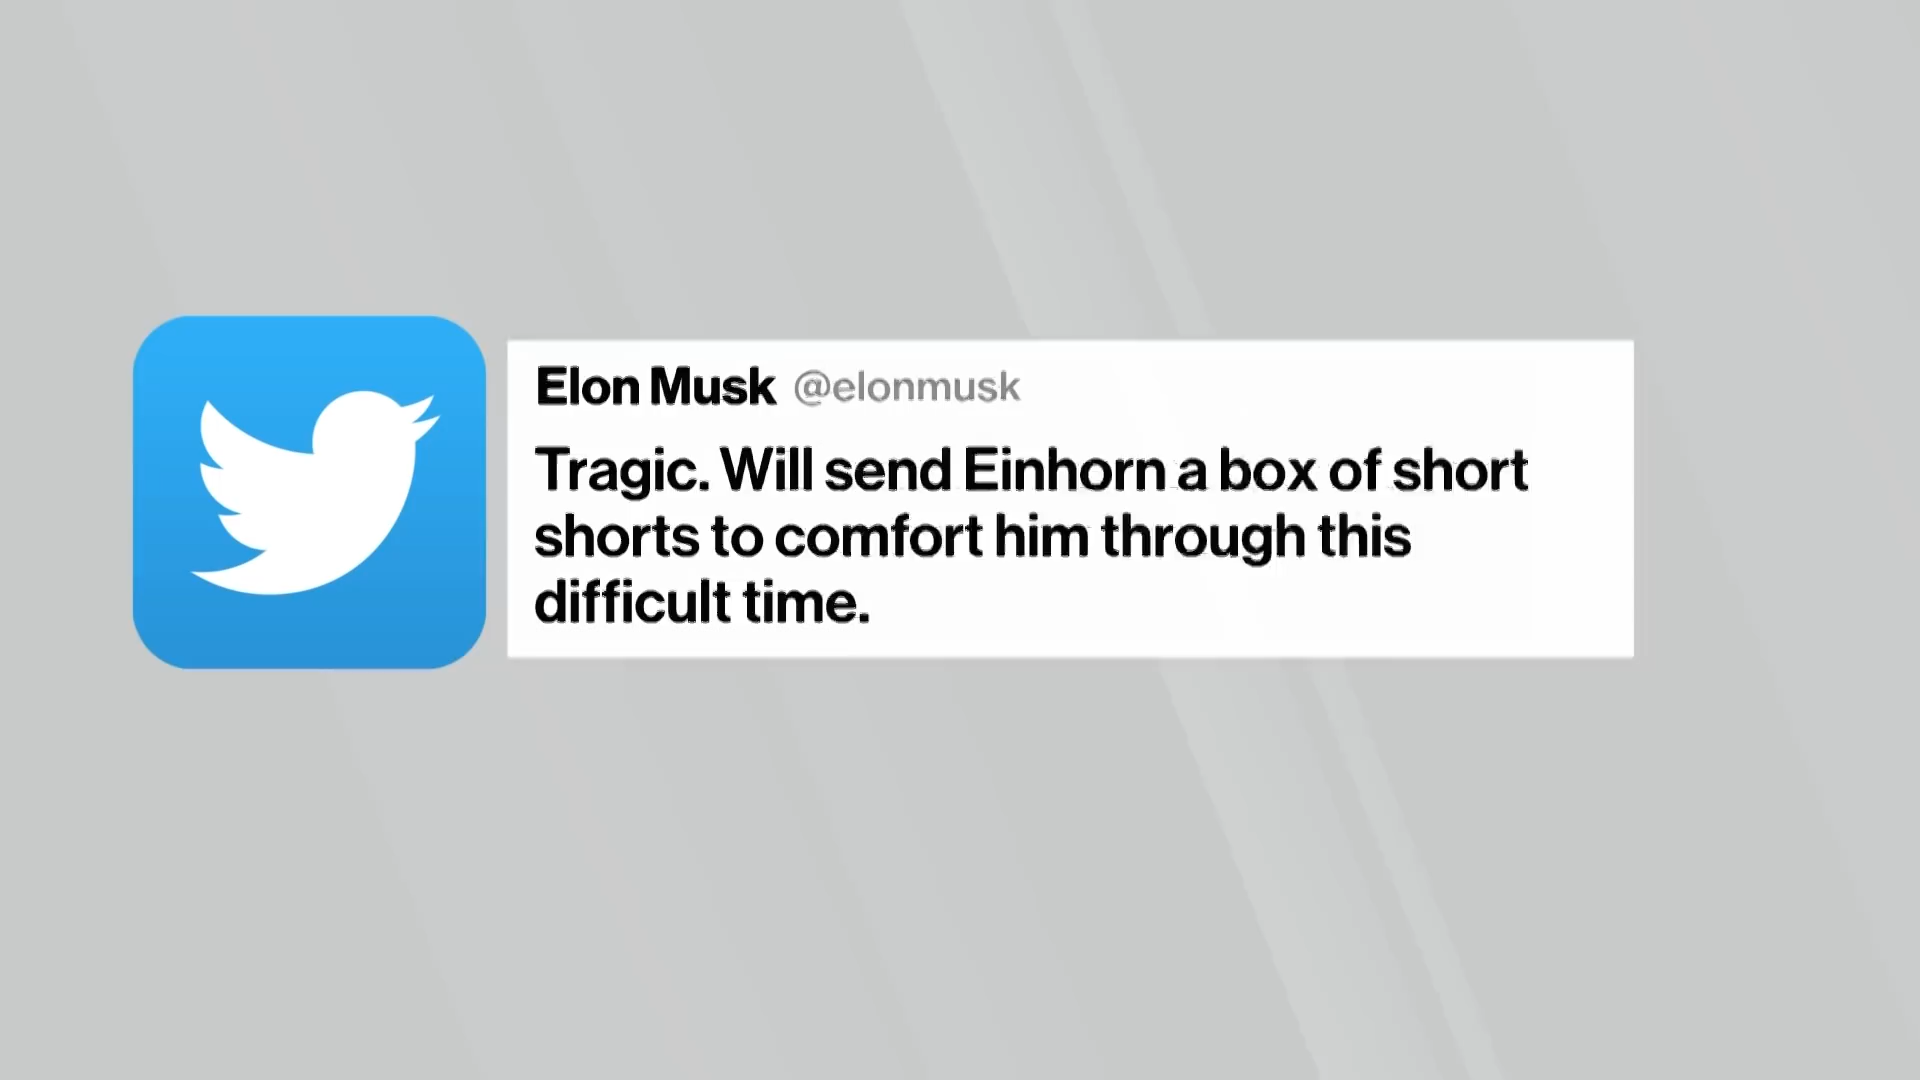 Elon Musk @elonmusk
Tragic. Will send Einhorn a box of short
shorts to comfort him through this
difficult time.